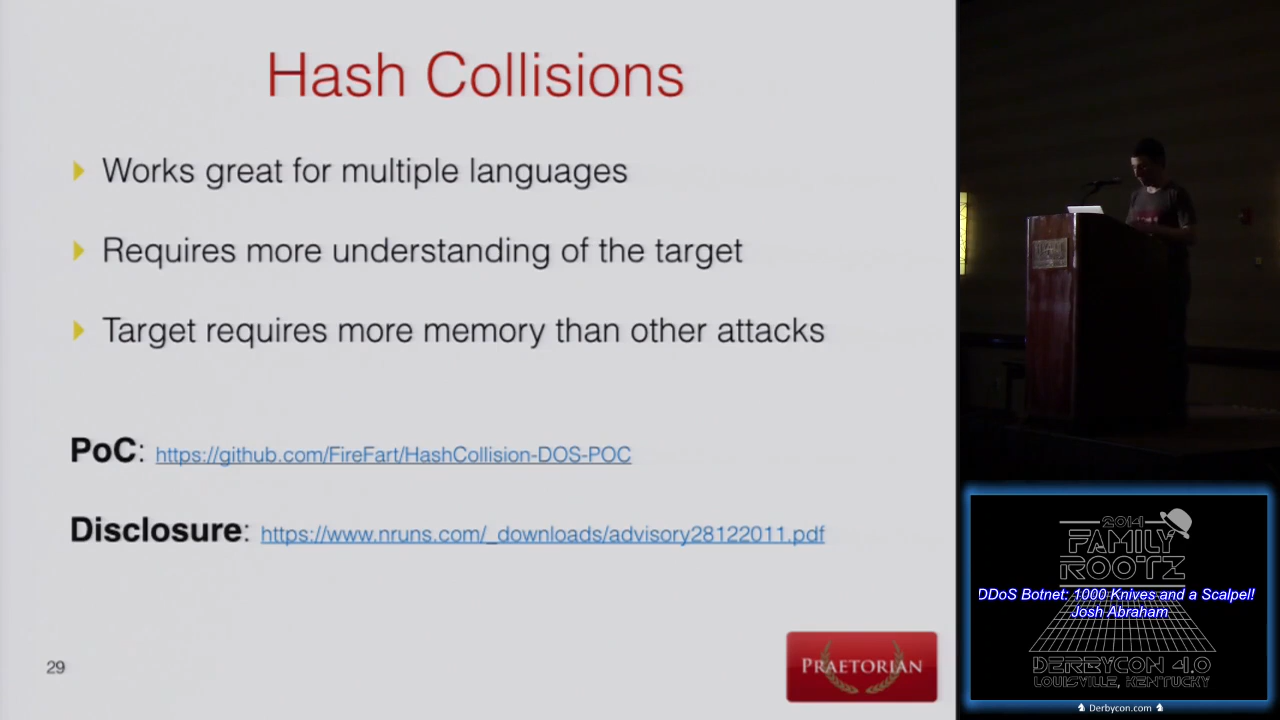 Hash Collisions
Works great for multiple languages
Requires more understanding of the target
Target requires more memory than other attacks
PoC: https://github.com/FireFart/HashCollision-DOS-POC
Disclosure: https://www.nruns.com/_downloads/advisory28122011.pdf
29
PRAETORIAN
2014
FAMILY
ROOTZ
DDoS Botnet: 1000 Knives and a Scalpel!
Josh Abraham
DERBYCON 4.0
LOUISVILLE, KENTUCKY
Derbycon.com